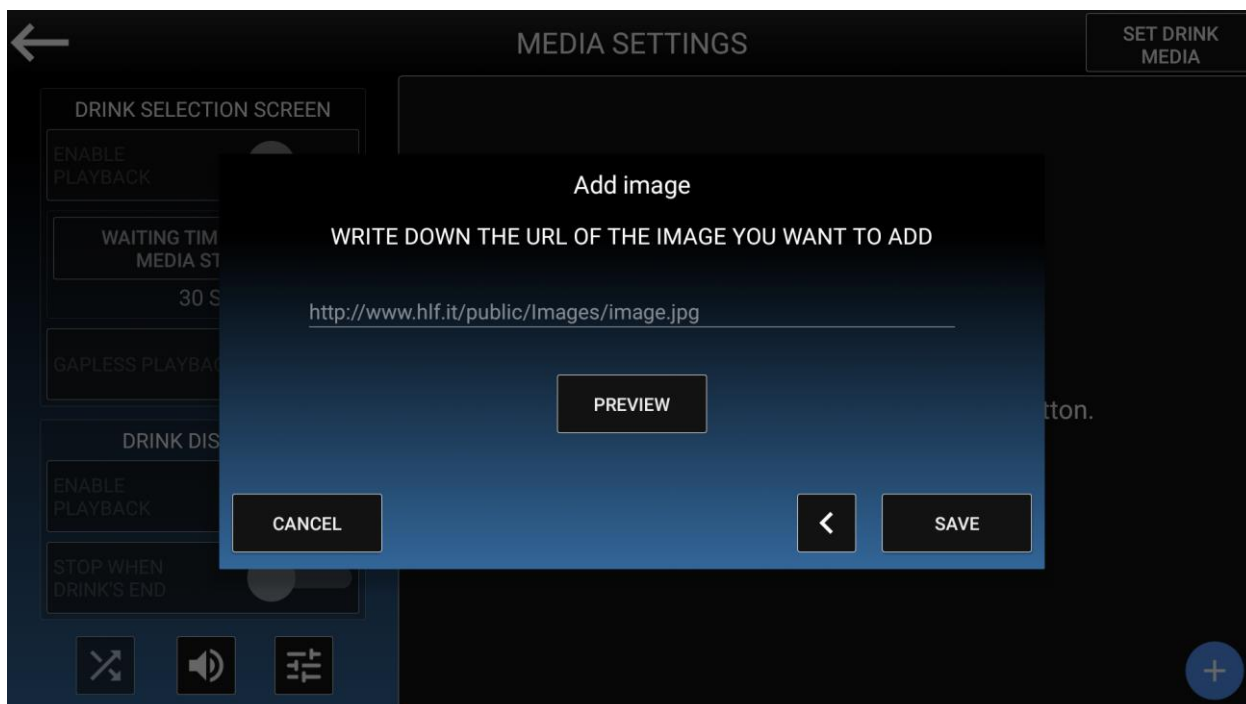 MEDIA SETTINGS
SET DRINK
MEDIA
DRINK SELECTION SCREEN
ENABLE
PLAYBACK
WAITING TIM
MEDIA ST
30 S
GAPLESS PLAYBAC
DRINK DIS
ENABLE
PLAYBACK
STOP WHEN
DRINK'S END
Add image
WRITE DOWN THE URL OF THE IMAGE YOU WANT TO ADD
http://www.hlf.it/public/Images/image.jpg
PREVIEW
CANCEL
SAVE
tton.